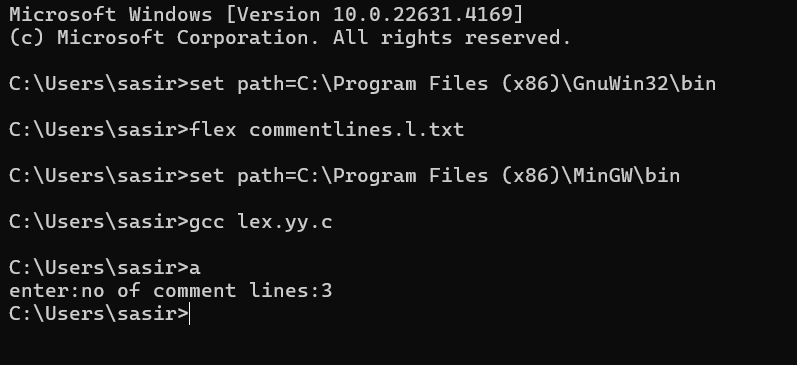 Microsoft Windows [Version 10.0.22631.4169]
(c) Microsoft Corporation. All rights reserved.
C:\Users\sasir>set path=C:\Program Files (x86)\GnuWin32\bin
C:\Users\sasir>flex commentlines.l.txt
C:\Users\sasir>set path=C:\Program Files (x86)\MinGW\bin
C:\Users\sasir>gcc lex.yy.c
C:\Users\sasir>a
enter:no of comment lines:3
C:\Users\sasir>